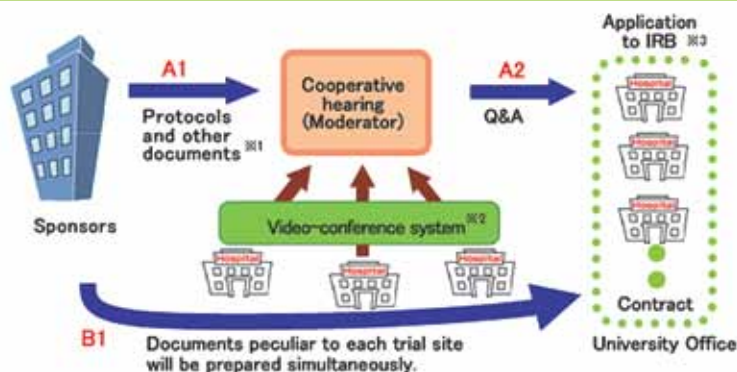 Application
to IRB ※3
A1
A2
Cooperative
hearing
(Moderator)
Protocols
and other
documents ※1
Q&A
Hospital
Hospital
Hospital
Sponsors
Video-conference system※2
Hospital
Hospital
Hospital
Contract
B1
Documents peculiar to each trial site
will be prepared simultaneously.
University Office